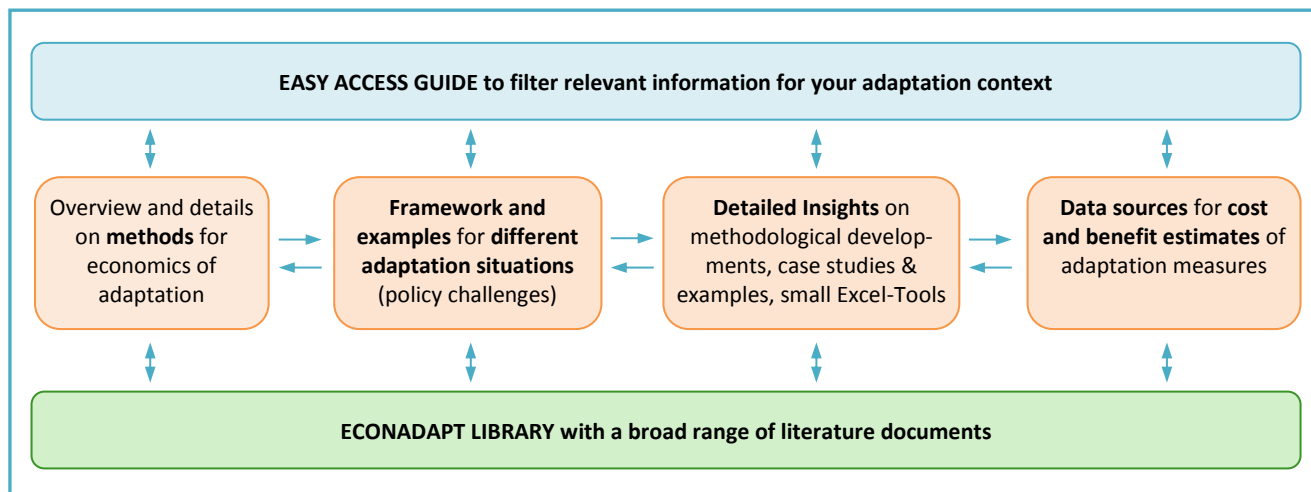 EASY ACCESS GUIDE to filter relevant information for your adaptation context
Overview and details
on methods for
economics of
adaptation
Framework and
examples for different
adaptation situations
(policy challenges)
Detailed Insights on
methodological develop-
ments, case studies &
examples, small Excel-Tools
Data sources for cost
and benefit estimates of
adaptation measures
ECONADAPT LIBRARY with a broad range of literature documents